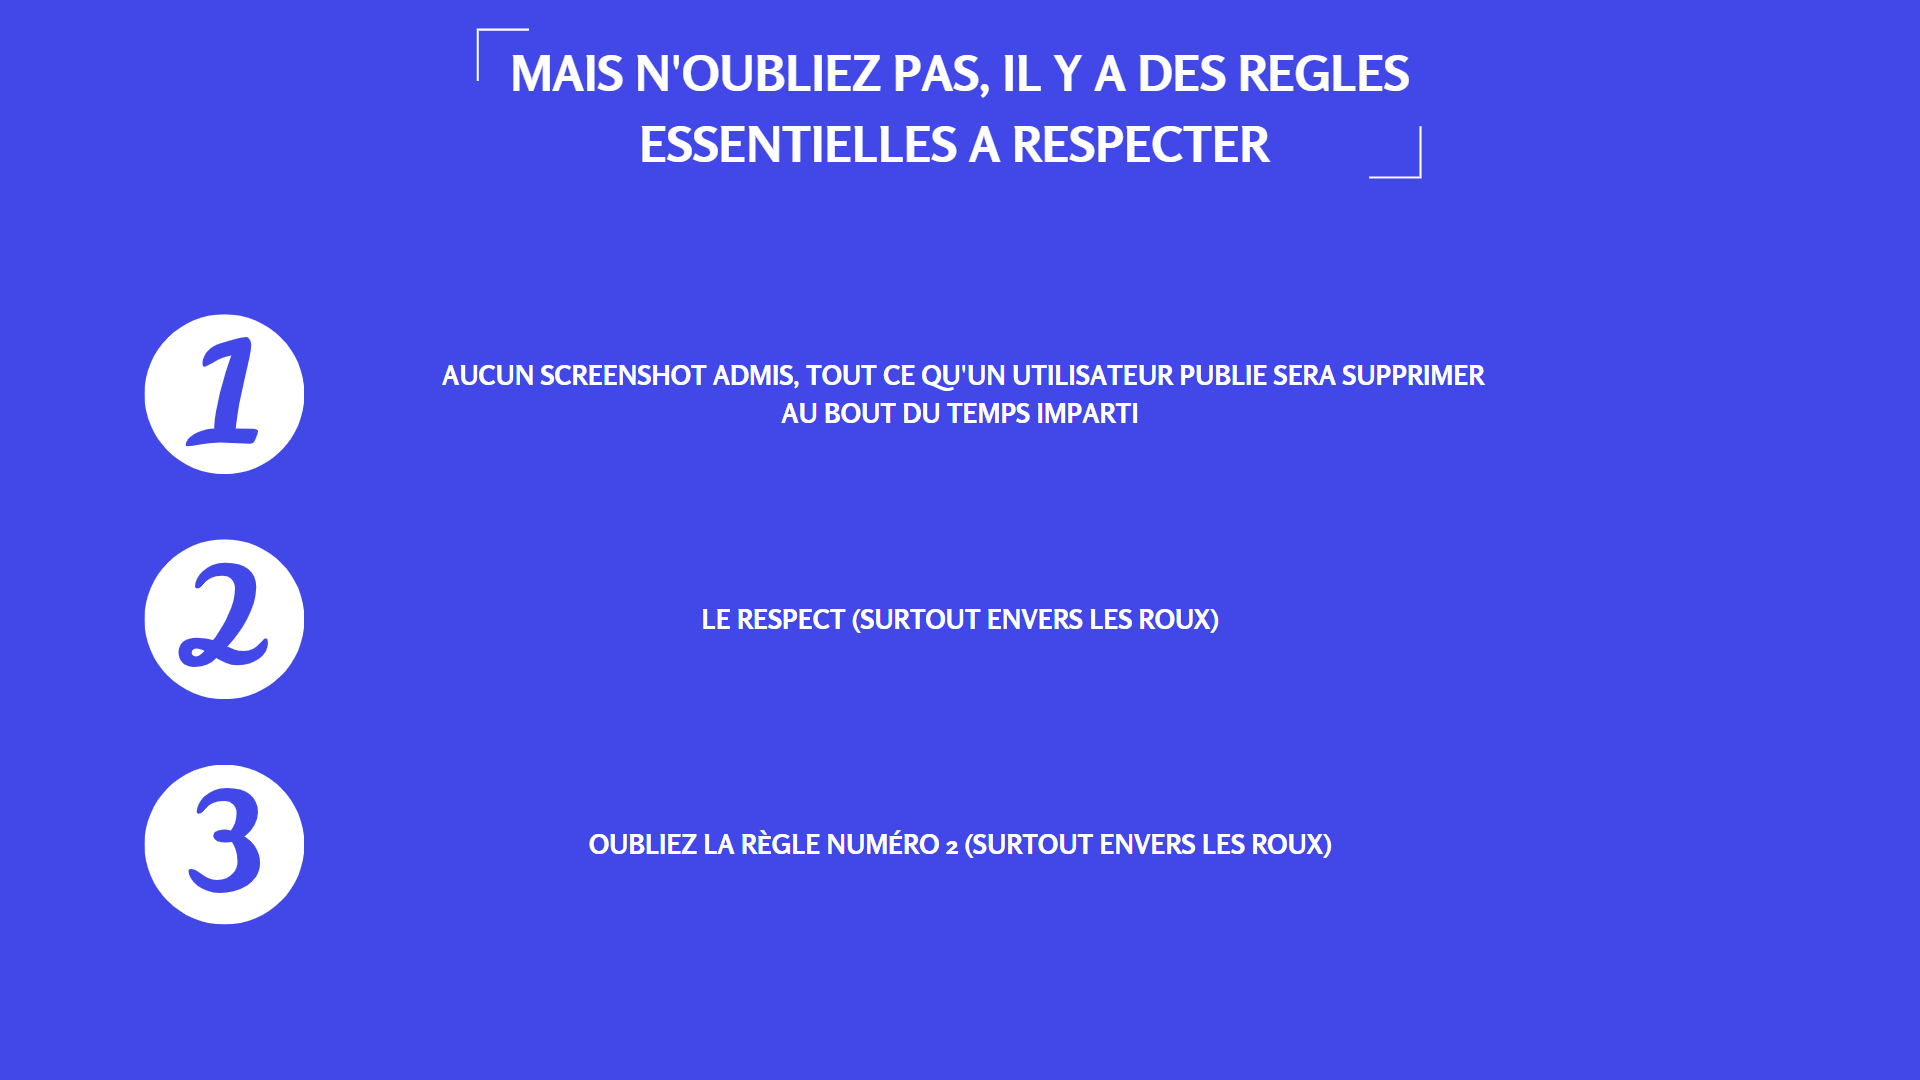 MAIS N'OUBLIEZ PAS, IL Y A DES REGLES
ESSENTIELLES A RESPECTER
1
AUCUN SCREENSHOT ADMIS, TOUT CE QU'UN UTILISATEUR PUBLIE SERA SUPPRIMER
AU BOUT DU TEMPS IMPARTI
2
LE RESPECT (SURTOUT ENVERS LES ROUX)
3
OUBLIEZ LA RÈGLE NUMÉRO 2 (SURTOUT ENVERS LES ROUX)